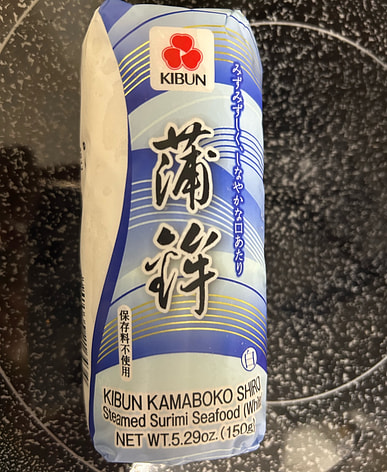 KIBUN
みずみずしく、しなやかな口あたり
蒲鉾
保存料不使用
白
KIBUN KAMABOKO SHIRO
Steamed Surimi Seafood (White
NET WT.5.29oz. (150g)